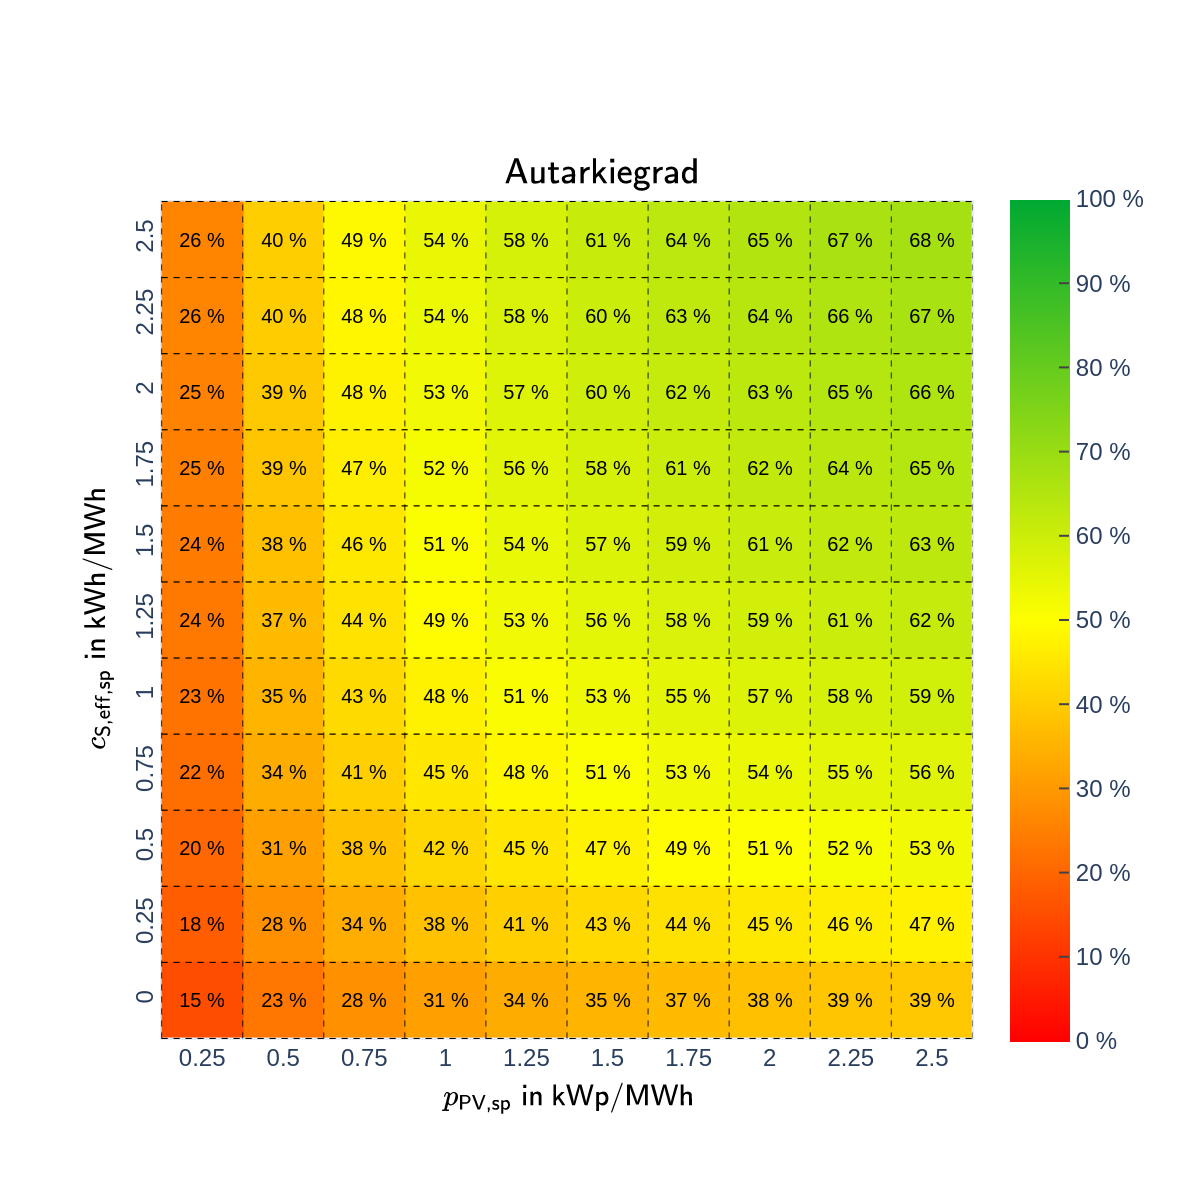 Autarkiegrad
2.5 26 % 40 % 49 % 54 % 58 % 61 % 64 % 65 % 67 % 68 %
2.25 26 % 40 % 48 % 54 % 58 % 60 % 63 % 64 % 66 % 67 %
2 25 % 39 % 48 % 53 % 57 % 60 % 62 % 63 % 65 % 66 %
1.75 25 % 39 % 47 % 52 % 56 % 58 % 61 % 62 % 64 % 65 %
1.5 24 % 38 % 46 % 51 % 54 % 57 % 59 % 61 % 62 % 63 %
1.25 24 % 37 % 44 % 49 % 53 % 56 % 58 % 59 % 61 % 62 %
1 23 % 35 % 43 % 48 % 51 % 53 % 55 % 57 % 58 % 59 %
0.75 22 % 34 % 41 % 45 % 48 % 51 % 53 % 54 % 55 % 56 %
0.5 20 % 31 % 38 % 42 % 45 % 47 % 49 % 51 % 52 % 53 %
0.25 18 % 28 % 34 % 38 % 41 % 43 % 44 % 45 % 46 % 47 %
0 15 % 23 % 28 % 31 % 34 % 35 % 37 % 38 % 39 % 39 %
0.25 0.5 0.75 1 1.25 1.5 1.75 2 2.25 2.5
p PV,sp in kWp/MWh
c S,eff,sp in kWh/MWh
100 %
90 %
80 %
70 %
60 %
50 %
40 %
30 %
20 %
10 %
0 %